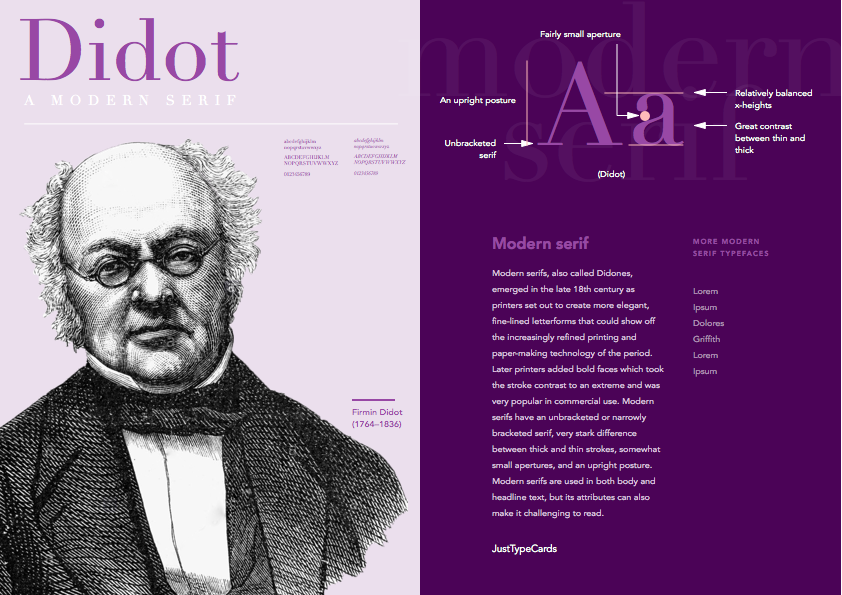 Didot
A MODERN SERIF
abcdefghijklm
nopqrstuvwxyz
ABCDEFGHIJKLM
NOPQRSTUVWXYZ
0123456789
abcdefghijklm
nopqrstuvwxyz
ABCDEFGHIJKLM
NOPQRSTUVWXYZ
0123456789
Firmin Didot
(1764–1836)
modern
serif
Fairly small aperture
An upright posture
Unbracketed
serif
Aa
Relatively balanced
x-heights
Great contrast
between thin and
thick
(Didot)
Modern serif
Modern serifs, also called Didones,
emerged in the late 18th century as
printers set out to create more elegant,
fine-lined letterforms that could show off
the increasingly refined printing and
paper-making technology of the period.
Later printers added bold faces which took
the stroke contrast to an extreme and was
very popular in commercial use. Modern
serifs have an unbracketed or narrowly
bracketed serif, very stark difference
between thick and thin strokes, somewhat
small apertures, and an upright posture.
Modern serifs are used in both body and
headline text, but its attributes can also
make it challenging to read.
JustTypeCards
MORE MODERN
SERIF TYPEFACES
Lorem
Ipsum
Dolores
Griffith
Lorem
Ipsum